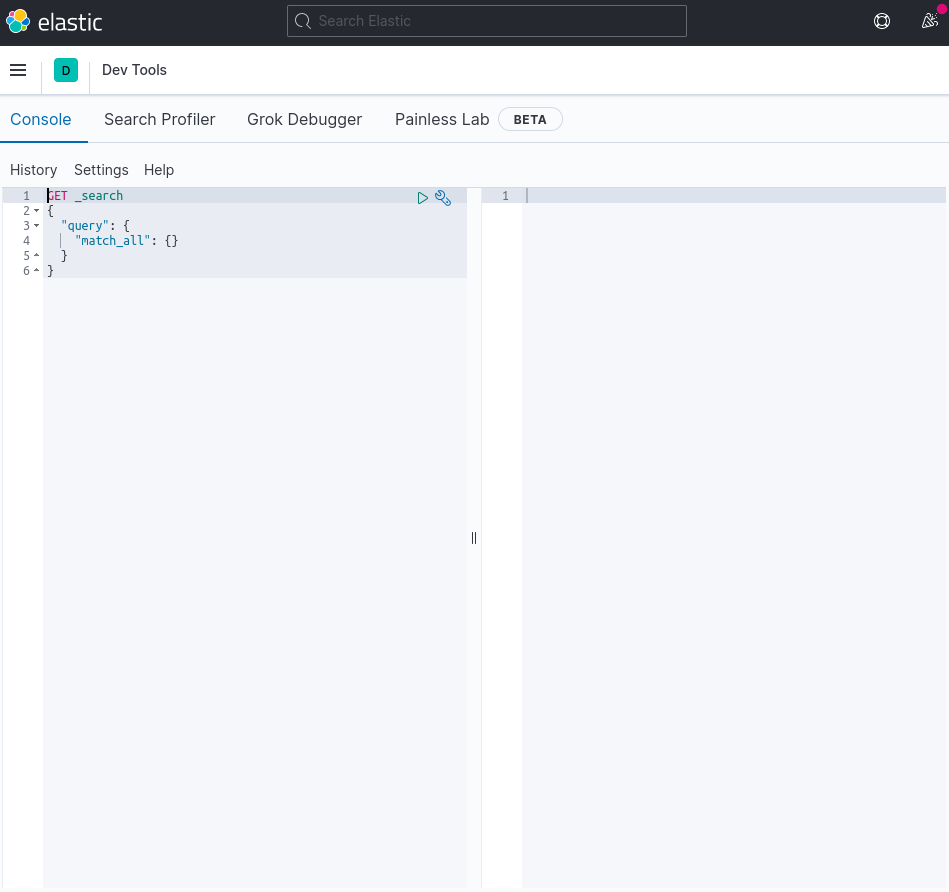 elastic
Search Elastic
D
Dev Tools
Console Search Profiler Grok Debugger Painless Lab BETA
History Settings Help
1 GET _search
2 {
3   "query": {
4     "match_all": {}
5   }
6 }
1